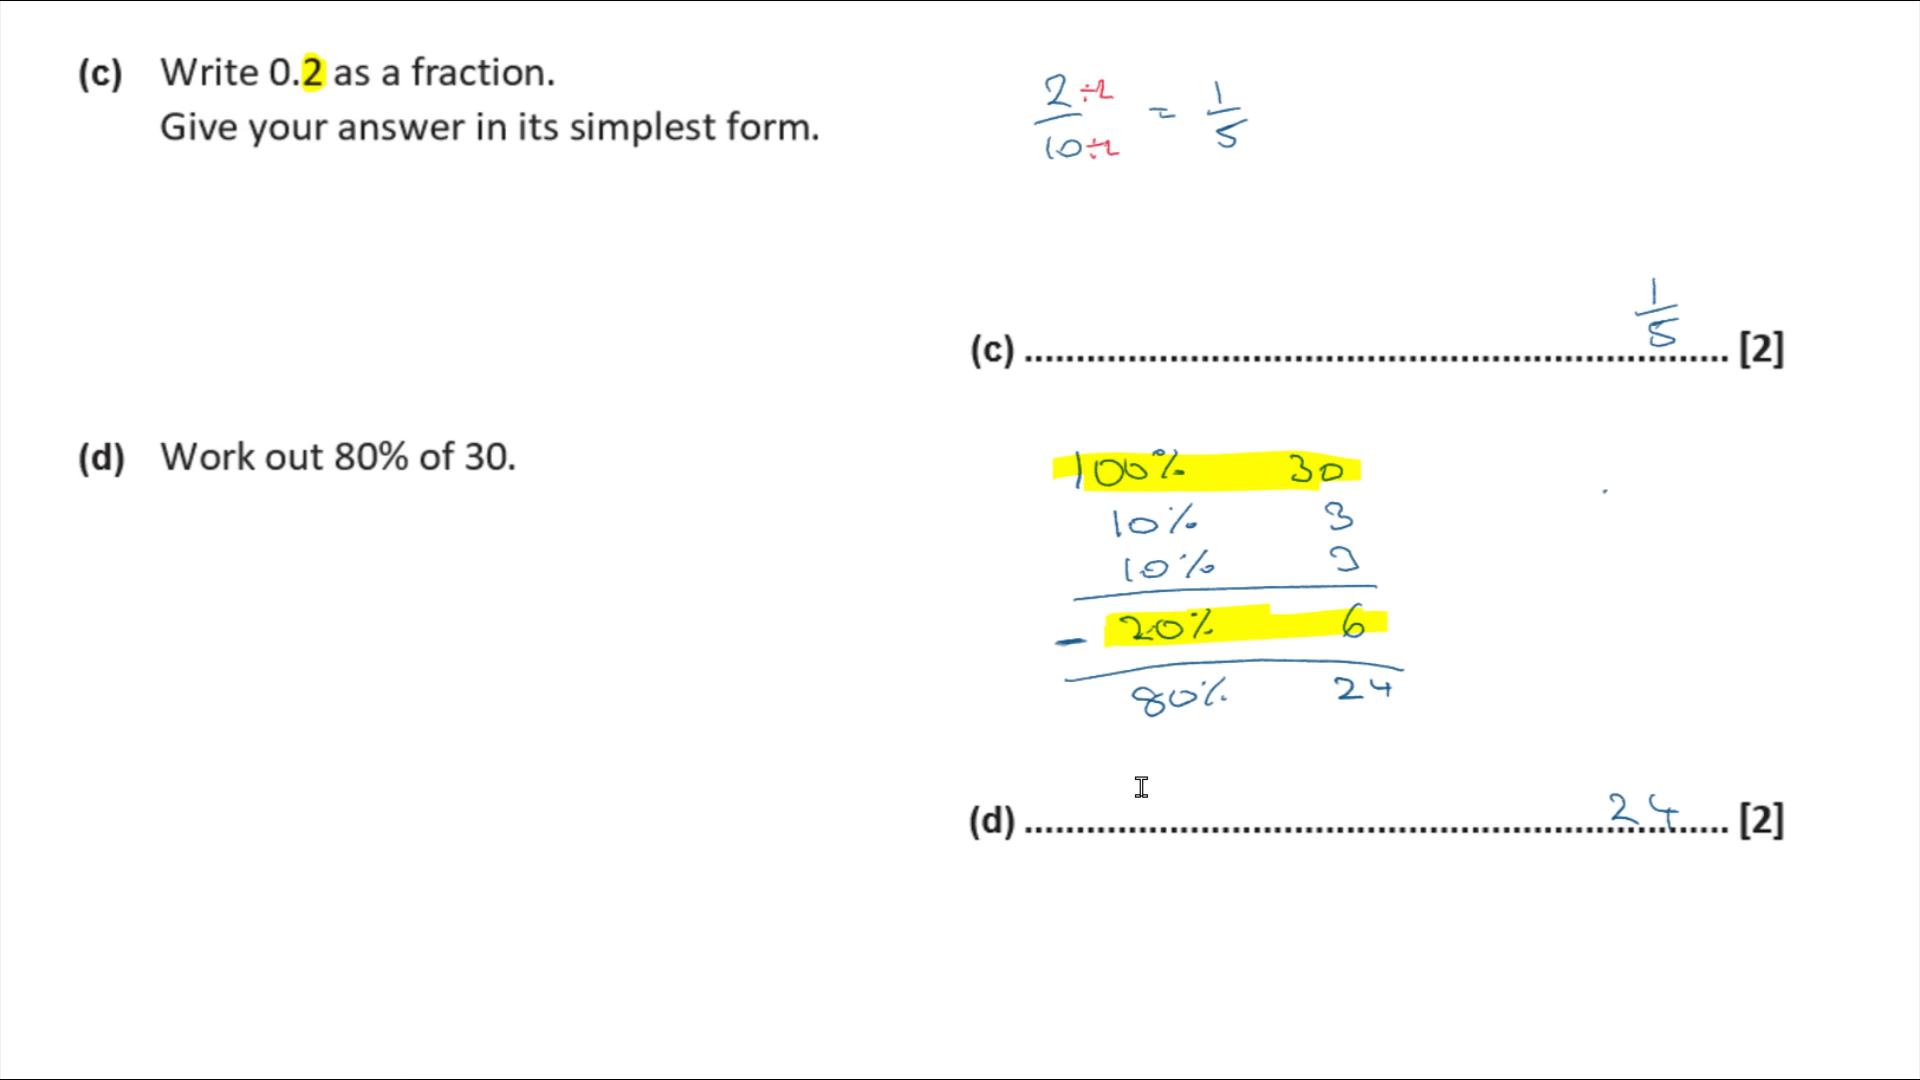 (c) Write 0.2 as a fraction.
Give your answer in its simplest form.
2 ÷2
10 ÷2
= 1/5
1/5
(c) ........................................ [2]
(d) Work out 80% of 30.
100% 30
10% 3
10% 3
- 20% 6
80% 24
(d) ........................................ 24 [2]